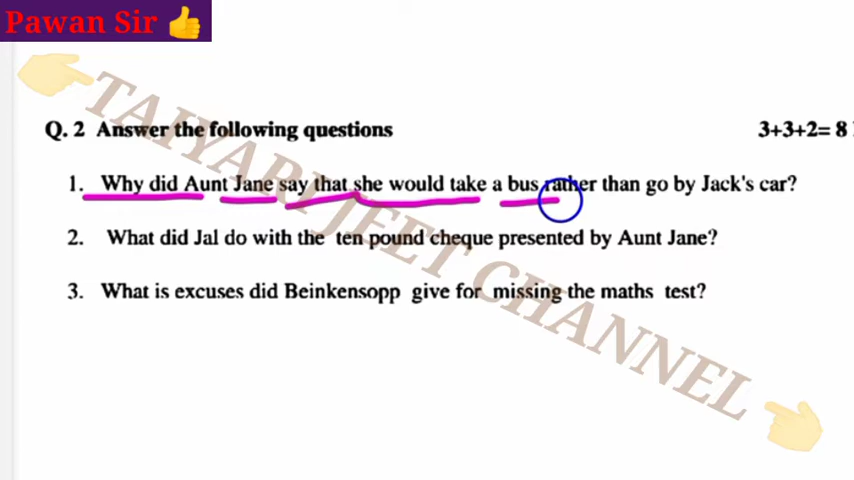 Pawan Sir 👍
TAIYARI JEET CHANNEL
Q. 2 Answer the following questions 3+3+2= 8
1. Why did Aunt Jane say that she would take a bus rather than go by Jack's car?
2. What did Jal do with the ten pound cheque presented by Aunt Jane?
3. What is excuses did Beinkensopp give for missing the maths test?